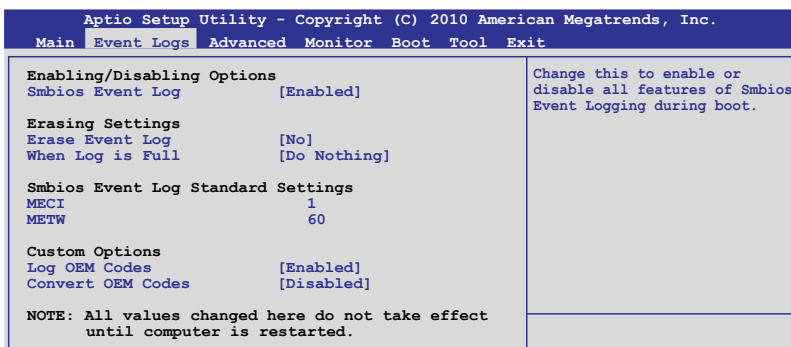 Aptio Setup Utility - Copyright (C) 2010 American Megatrends, Inc.
Main Event Logs Advanced Monitor Boot Tool Exit
Enabling/Disabling Options
Smbios Event Log [Enabled]
Erasing Settings
Erase Event Log [No]
When Log is Full [Do Nothing]
Smbios Event Log Standard Settings
MECI 1
METW 60
Custom Options
Log OEM Codes [Enabled]
Convert OEM Codes [Disabled]
NOTE: All values changed here do not take effect
until computer is restarted.
Change this to enable or
disable all features of Smbios
Event Logging during boot.